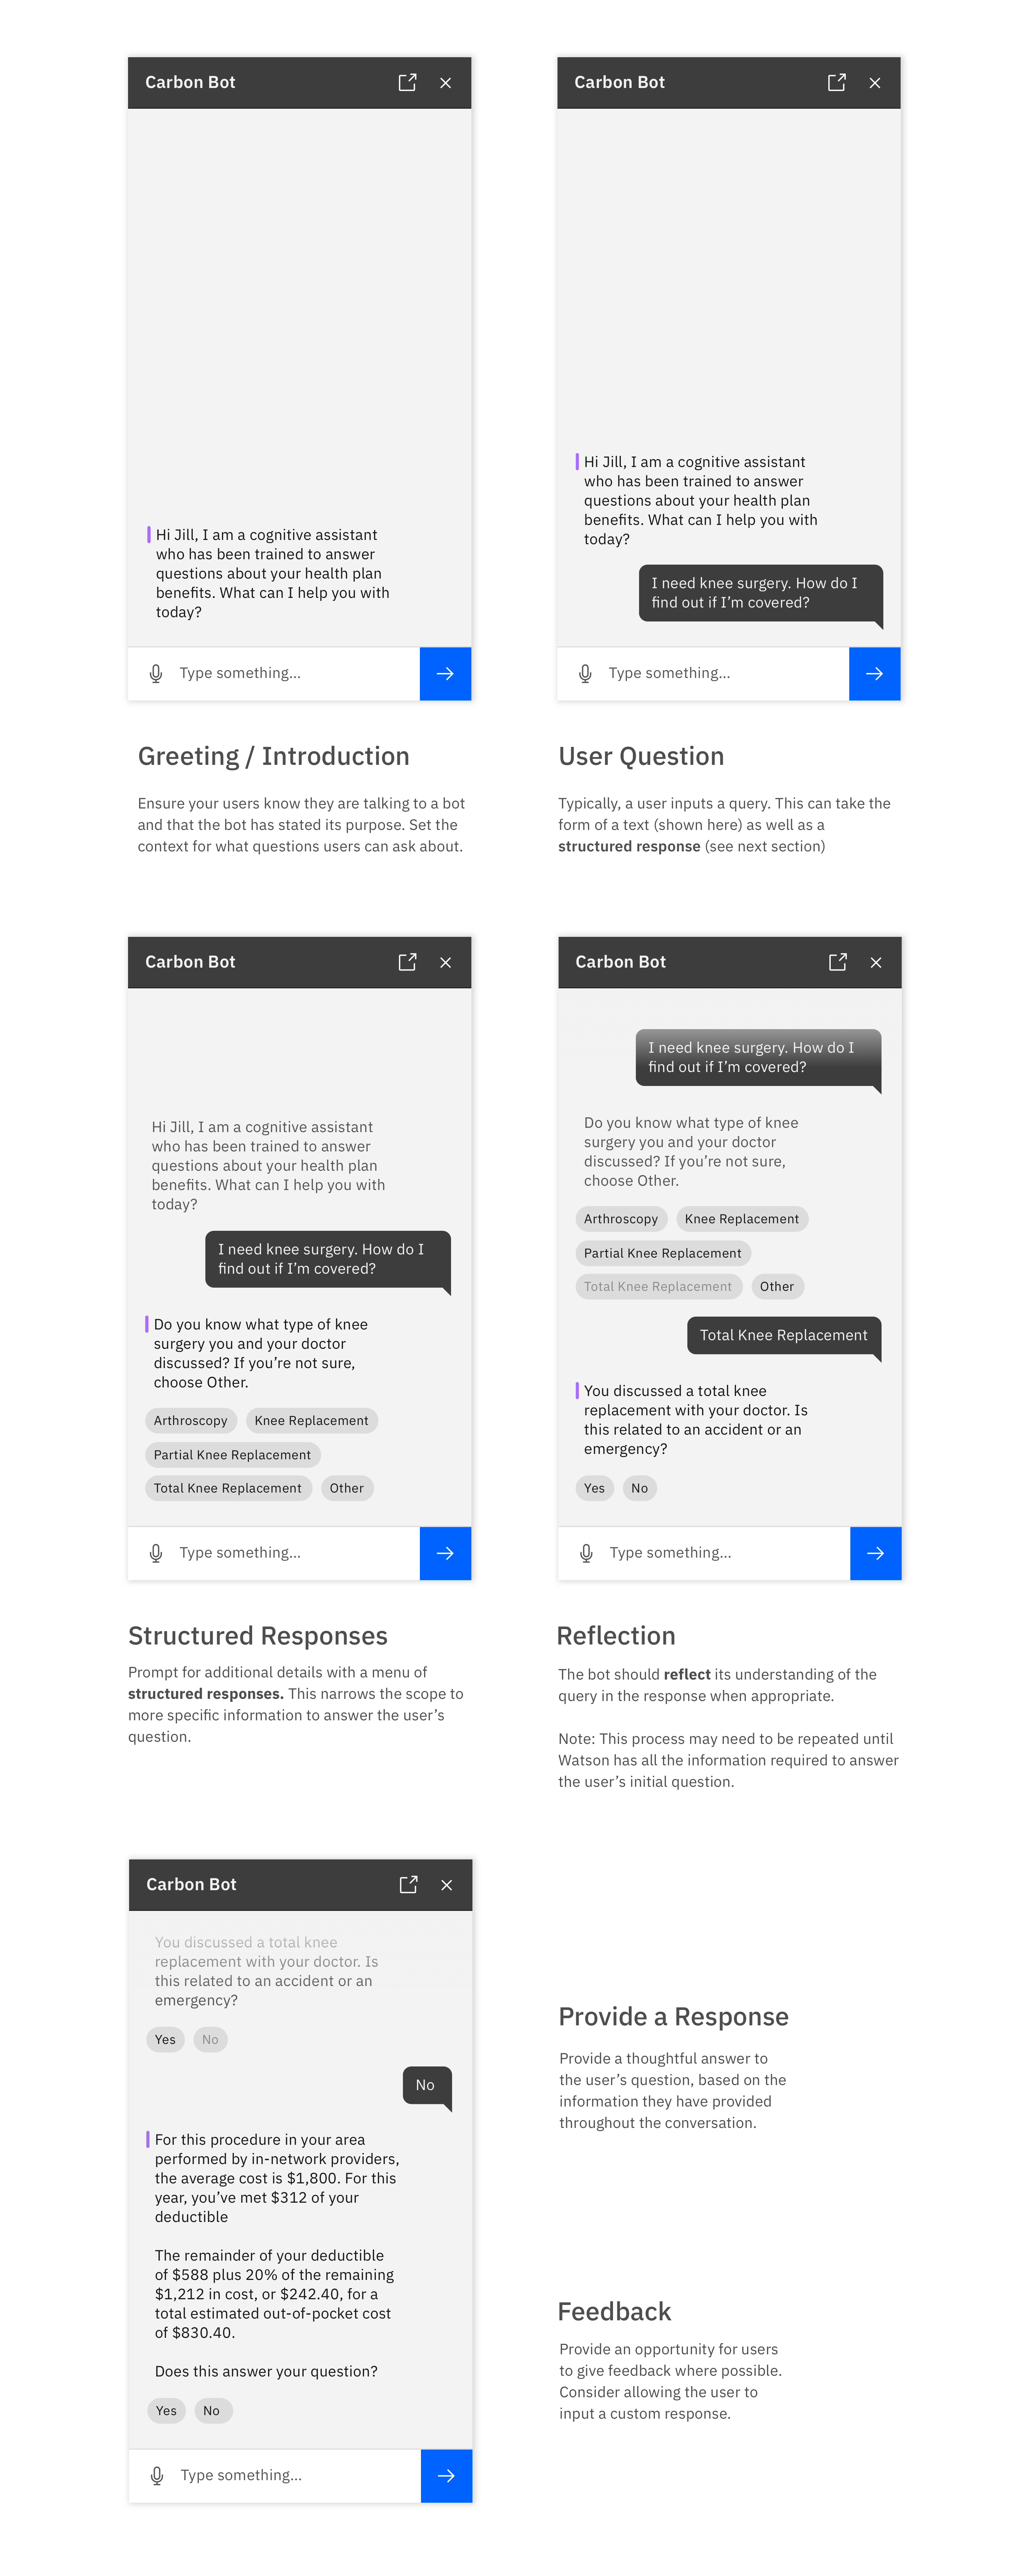 Carbon Bot
Hi Jill, I am a cognitive assistant
who has been trained to answer
questions about your health plan
benefits. What can I help you with
today?
Type something...
Greeting / Introduction
Ensure your users know they are talking to a bot
and that the bot has stated its purpose. Set the
context for what questions users can ask about.
Carbon Bot
Hi Jill, I am a cognitive assistant
who has been trained to answer
questions about your health plan
benefits. What can I help you with
today?
I need knee surgery. How do I
find out if I’m covered?
Type something...
User Question
Typically, a user inputs a query. This can take the
form of a text (shown here) as well as a
structured response (see next section)
Carbon Bot
Hi Jill, I am a cognitive assistant
who has been trained to answer
questions about your health plan
benefits. What can I help you with
today?
I need knee surgery. How do I
find out if I’m covered?
Do you know what type of knee
surgery you and your doctor
discussed? If you’re not sure,
choose Other.
Arthroscopy Knee Replacement
Partial Knee Replacement
Total Knee Replacement Other
Type something...
Structured Responses
Prompt for additional details with a menu of
structured responses. This narrows the scope to
more specific information to answer the user’s
question.
Carbon Bot
I need knee surgery. How do I
find out if I’m covered?
Do you know what type of knee
surgery you and your doctor
discussed? If you’re not sure,
choose Other.
Arthroscopy Knee Replacement
Partial Knee Replacement
Total Knee Replacement Other
Total Knee Replacement
You discussed a total knee
replacement with your doctor. Is
this related to an accident or an
emergency?
Yes No
Type something...
Reflection
The bot should reflect its understanding of the
query in the response when appropriate.
Note: This process may need to be repeated until
Watson has all the information required to answer
the user’s initial question.
Carbon Bot
You discussed a total knee
replacement with your doctor. Is
this related to an accident or an
emergency?
Yes No
No
For this procedure in your area
performed by in-network providers,
the average cost is $1,800. For this
year, you’ve met $312 of your
deductible
The remainder of your deductible
of $588 plus 20% of the remaining
$1,212 in cost, or $242.40, for a
total estimated out-of-pocket cost
of $830.40.
Does this answer your question?
Yes No
Type something...
Provide a Response
Provide a thoughtful answer to
the user’s question, based on the
information they have provided
throughout the conversation.
Feedback
Provide an opportunity for users
to give feedback where possible.
Consider allowing the user to
input a custom response.